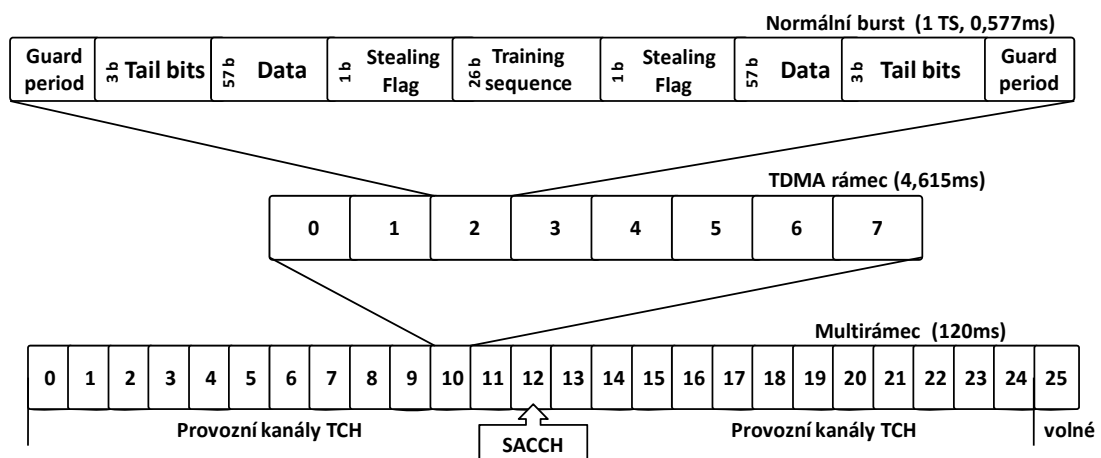 Normální burst (1 TS, 0,577ms)
Guard period
3 b Tail bits
57 b Data
1 b Stealing Flag
26 b Training sequence
1 b Stealing Flag
57 b Data
3 b Tail bits
Guard period
TDMA rámec (4,615ms)
0 1 2 3 4 5 6 7
Multirámec (120ms)
0 1 2 3 4 5 6 7 8 9 10 11 12 13 14 15 16 17 18 19 20 21 22 23 24 25
Provozní kanály TCH
SACCH
Provozní kanály TCH
volné